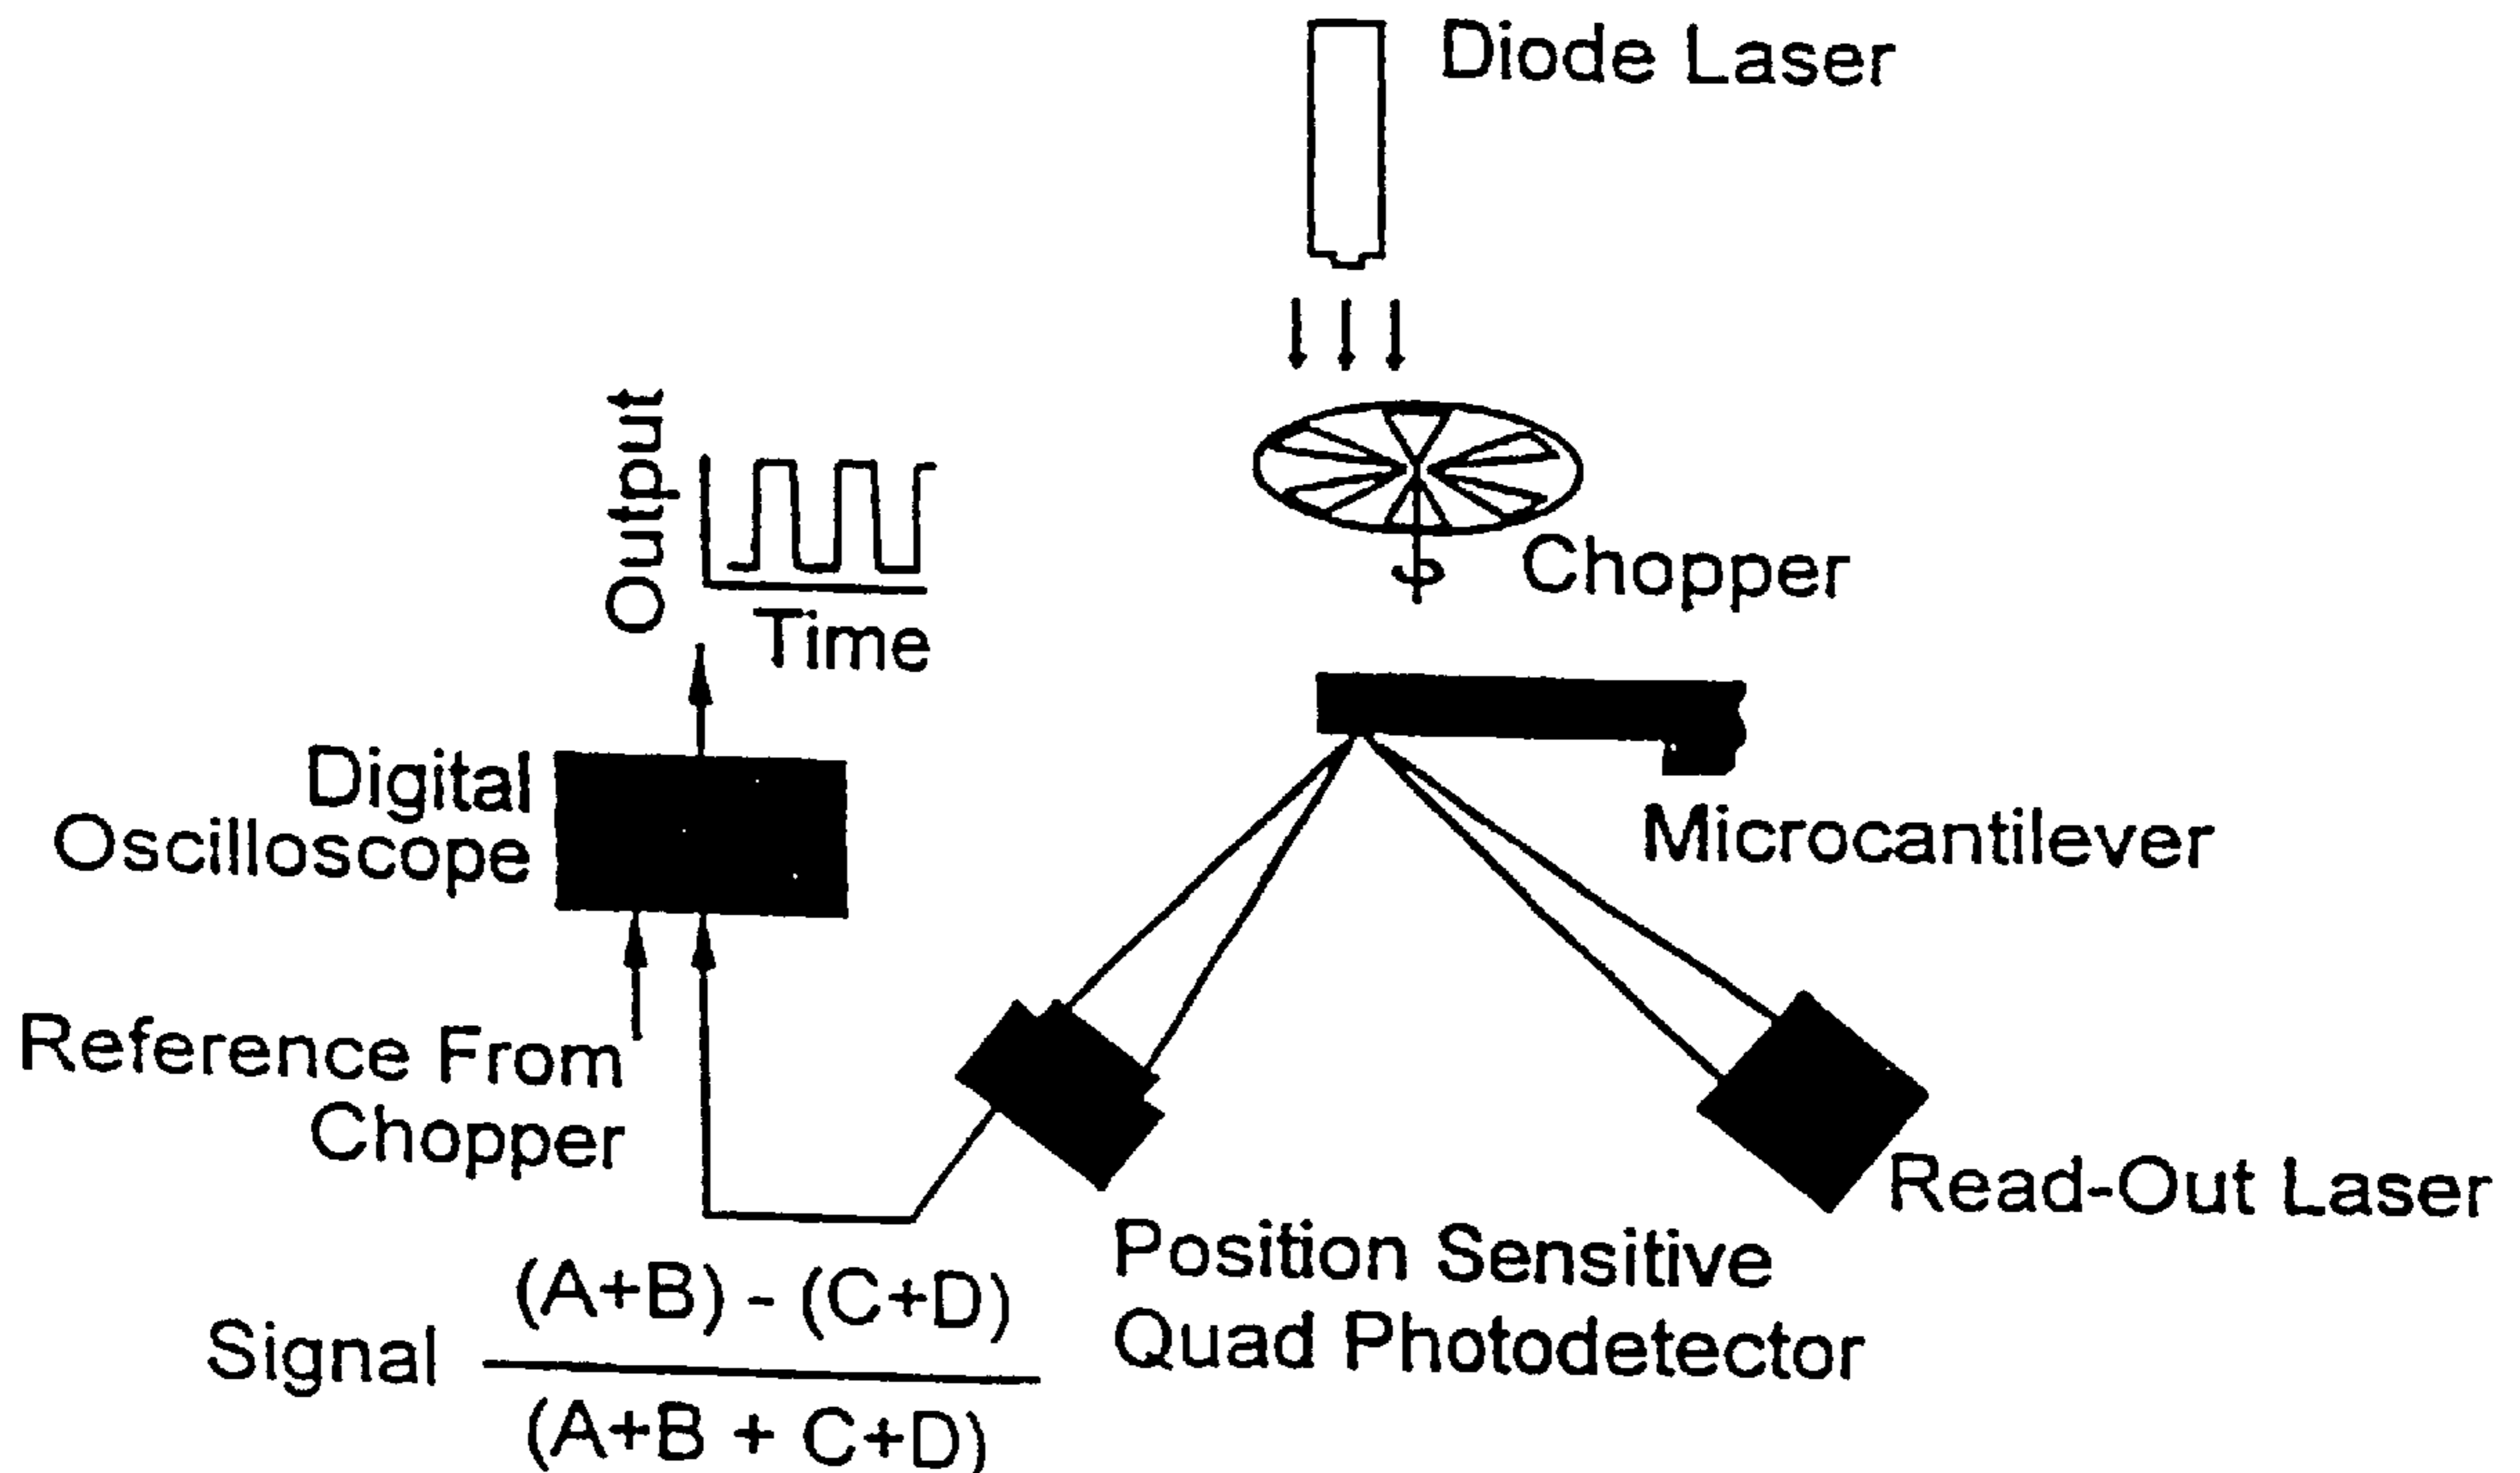 Diode Laser
Output
Time
Chopper
Digital
Oscilloscope
Microcantilever
Reference From
Chopper
Read-Out Laser
Position Sensitive
Quad Photodetector
Signal
(A+B) - (C+D)
(A+B + C+D)